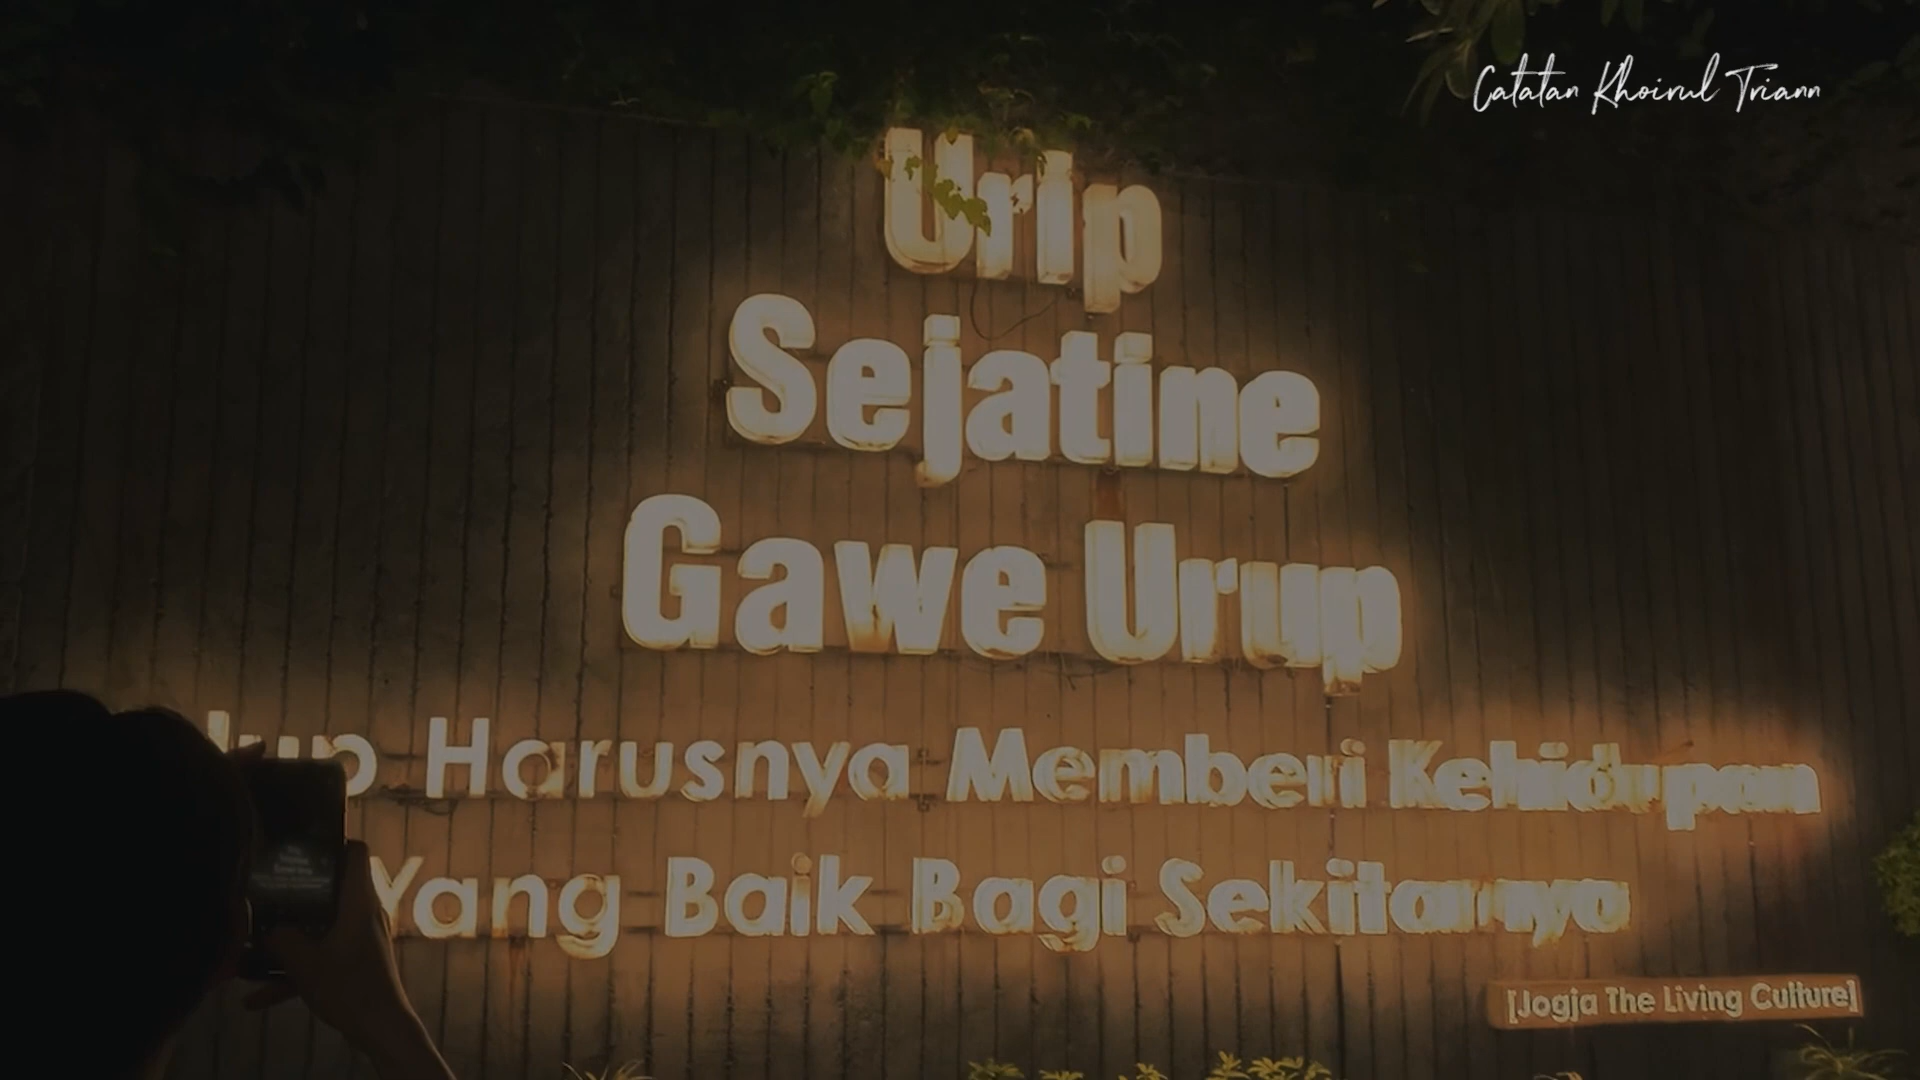 Catatan Khoirul Triann
Urip
Sejatine
Gawe Urup
Harusnya Memberi Kehidupan
Yang Baik Bagi Sekitarnya
[Jogja The Living Culture]